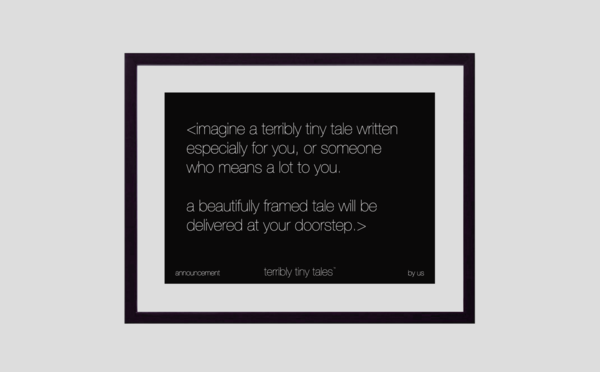 <imagine a terribly tiny tale written
especially for you, or someone
who means a lot to you.
a beautifully framed tale will be
delivered at your doorstep.>
announcement terribly tiny tales™ by us